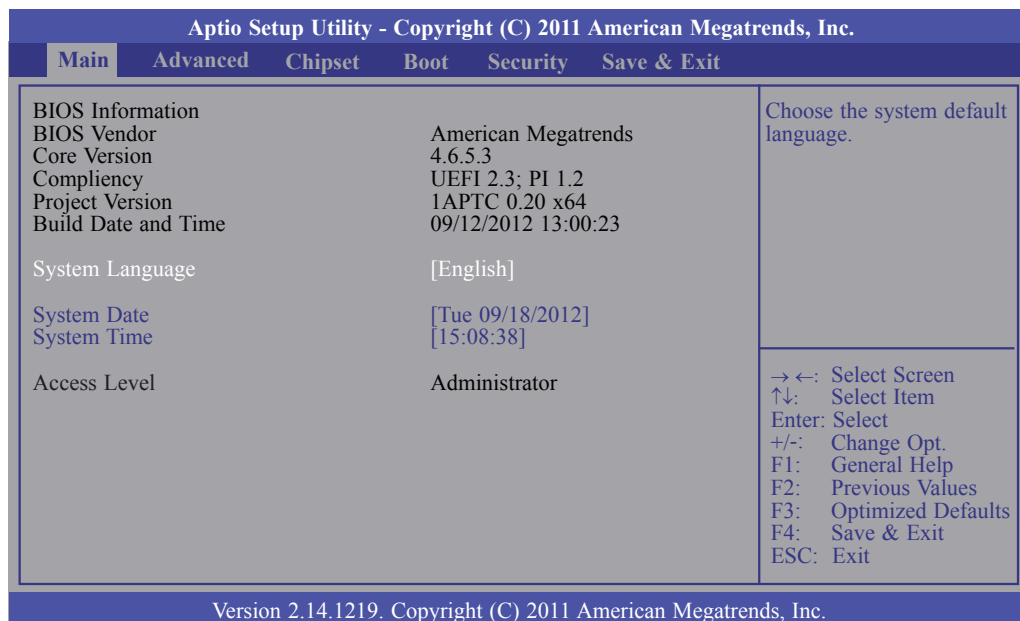 Aptio Setup Utility - Copyright (C) 2011 American Megatrends, Inc.
Main Advanced Chipset Boot Security Save & Exit
BIOS Information
BIOS Vendor American Megatrends
Core Version 4.6.5.3
Compliency UEFI 2.3; PI 1.2
Project Version 1APTC 0.20 x64
Build Date and Time 09/12/2012 13:00:23
System Language [English]
System Date [Tue 09/18/2012]
System Time [15:08:38]
Access Level Administrator
Choose the system default
language.
→ ←: Select Screen
↑↓: Select Item
Enter: Select
+/-: Change Opt.
F1: General Help
F2: Previous Values
F3: Optimized Defaults
F4: Save & Exit
ESC: Exit
Version 2.14.1219. Copyright (C) 2011 American Megatrends, Inc.